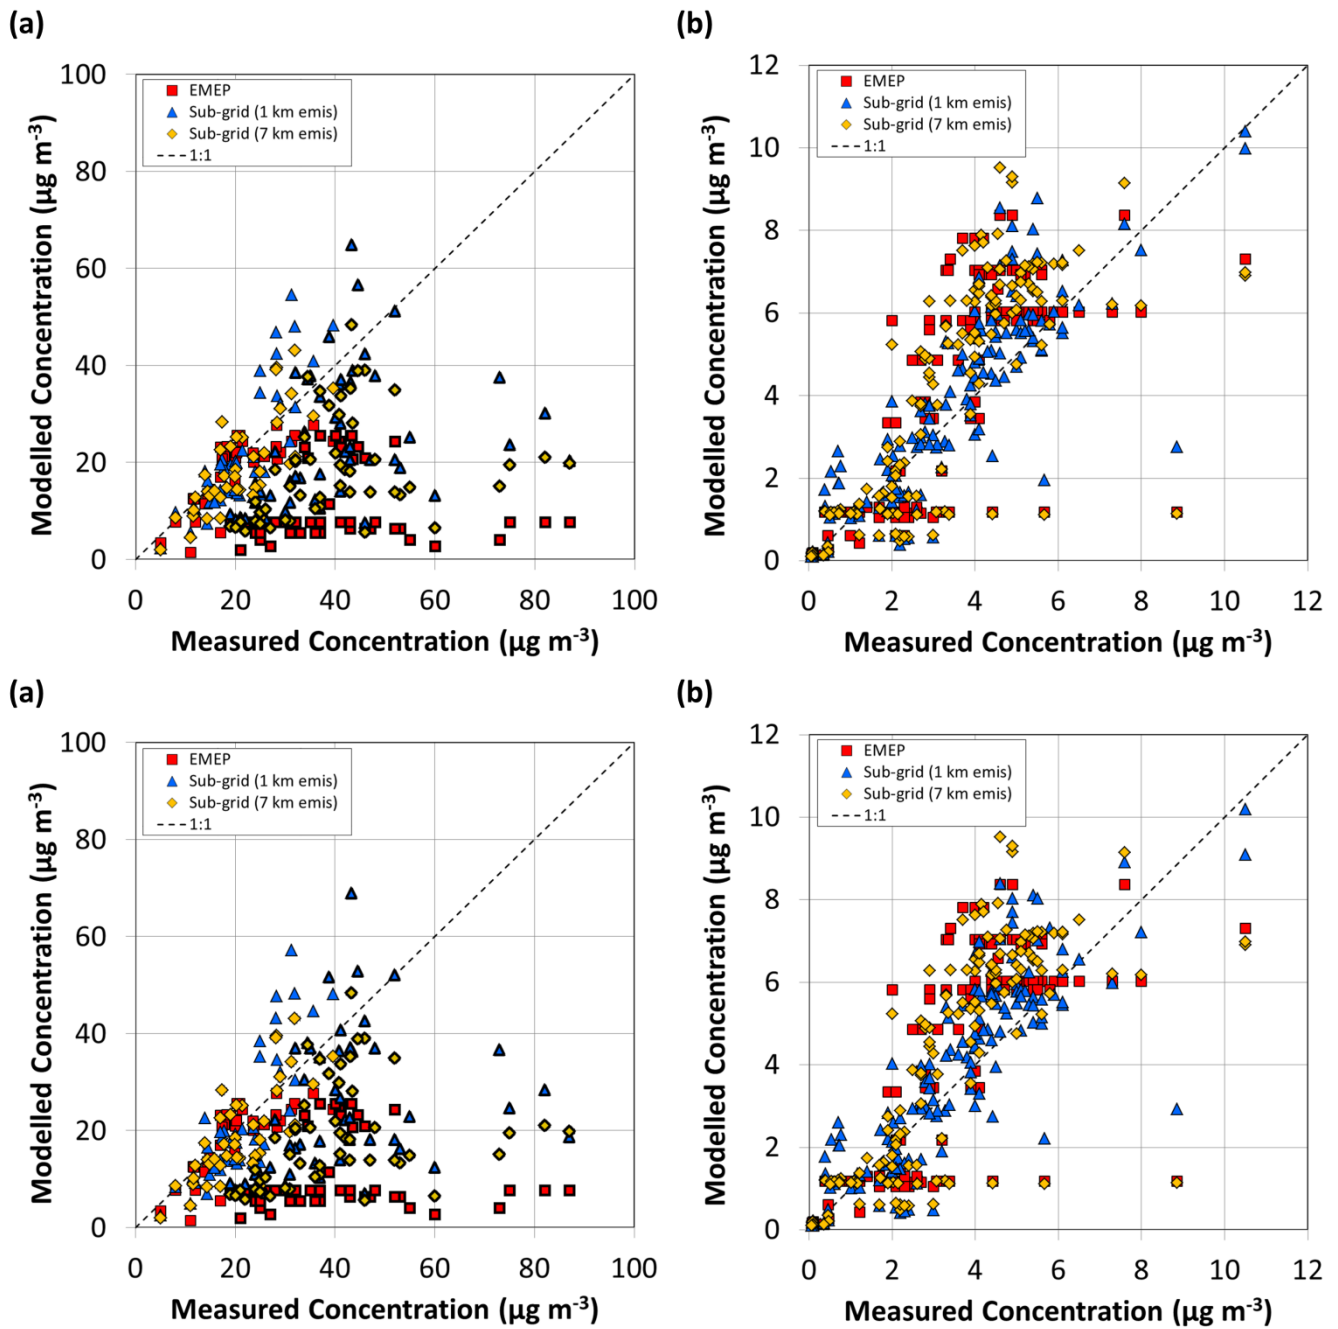 (a)
100
80
60
40
20
0
Modelled Concentration (µg m-3)
EMEP
Sub-grid (1 km emis)
Sub-grid (7 km emis)
1:1
0 20 40 60 80 100
Measured Concentration (µg m-3)
(b)
12
10
8
6
4
2
0
Modelled Concentration (µg m-3)
EMEP
Sub-grid (1 km emis)
Sub-grid (7 km emis)
1:1
0 2 4 6 8 10 12
Measured Concentration (µg m-3)
(a)
100
80
60
40
20
0
Modelled Concentration (µg m-3)
EMEP
Sub-grid (1 km emis)
Sub-grid (7 km emis)
1:1
0 20 40 60 80 100
Measured Concentration (µg m-3)
(b)
12
10
8
6
4
2
0
Modelled Concentration (µg m-3)
EMEP
Sub-grid (1 km emis)
Sub-grid (7 km emis)
1:1
0 2 4 6 8 10 12
Measured Concentration (µg m-3)